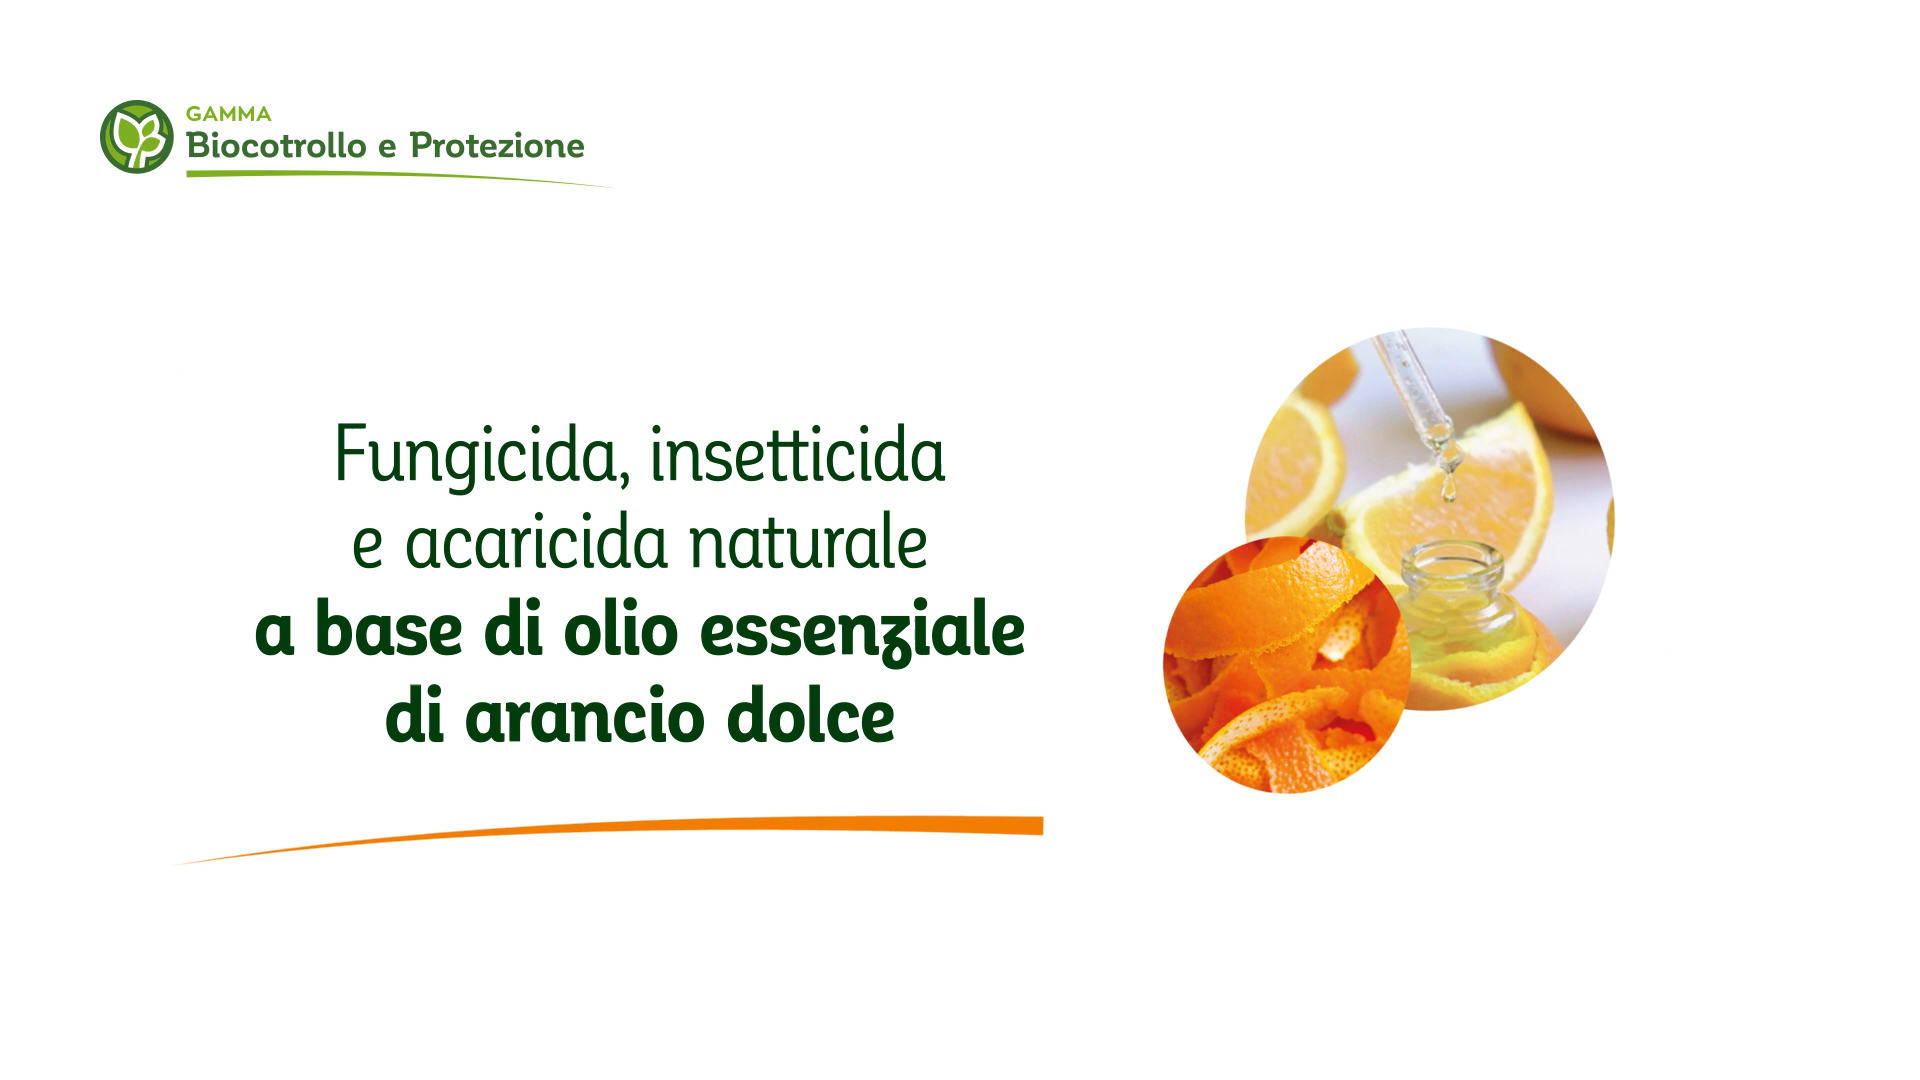 GAMMA
Biocotrollo e Protezione
Fungicida, insetticida
e acaricida naturale
a base di olio essenziale
di arancio dolce